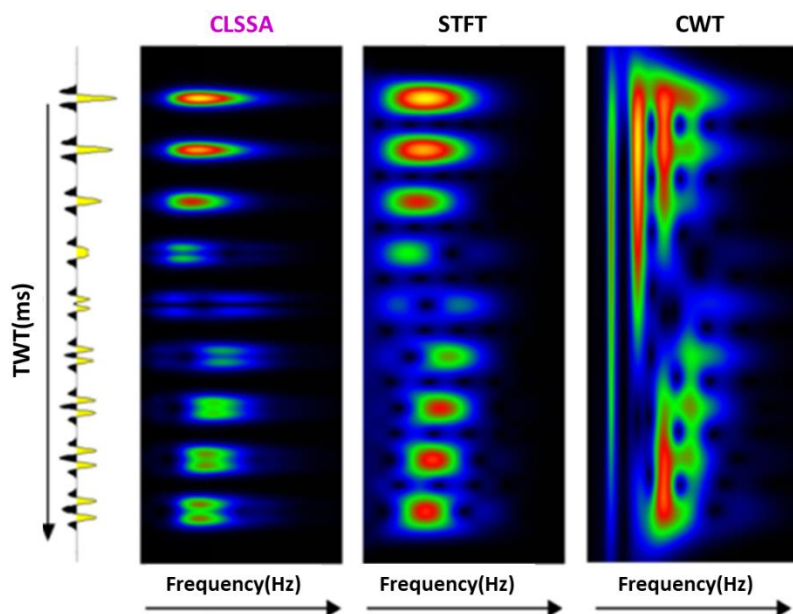 CLSSA
STFT
CWT
TWT(ms)
Frequency(Hz)
Frequency(Hz)
Frequency(Hz)